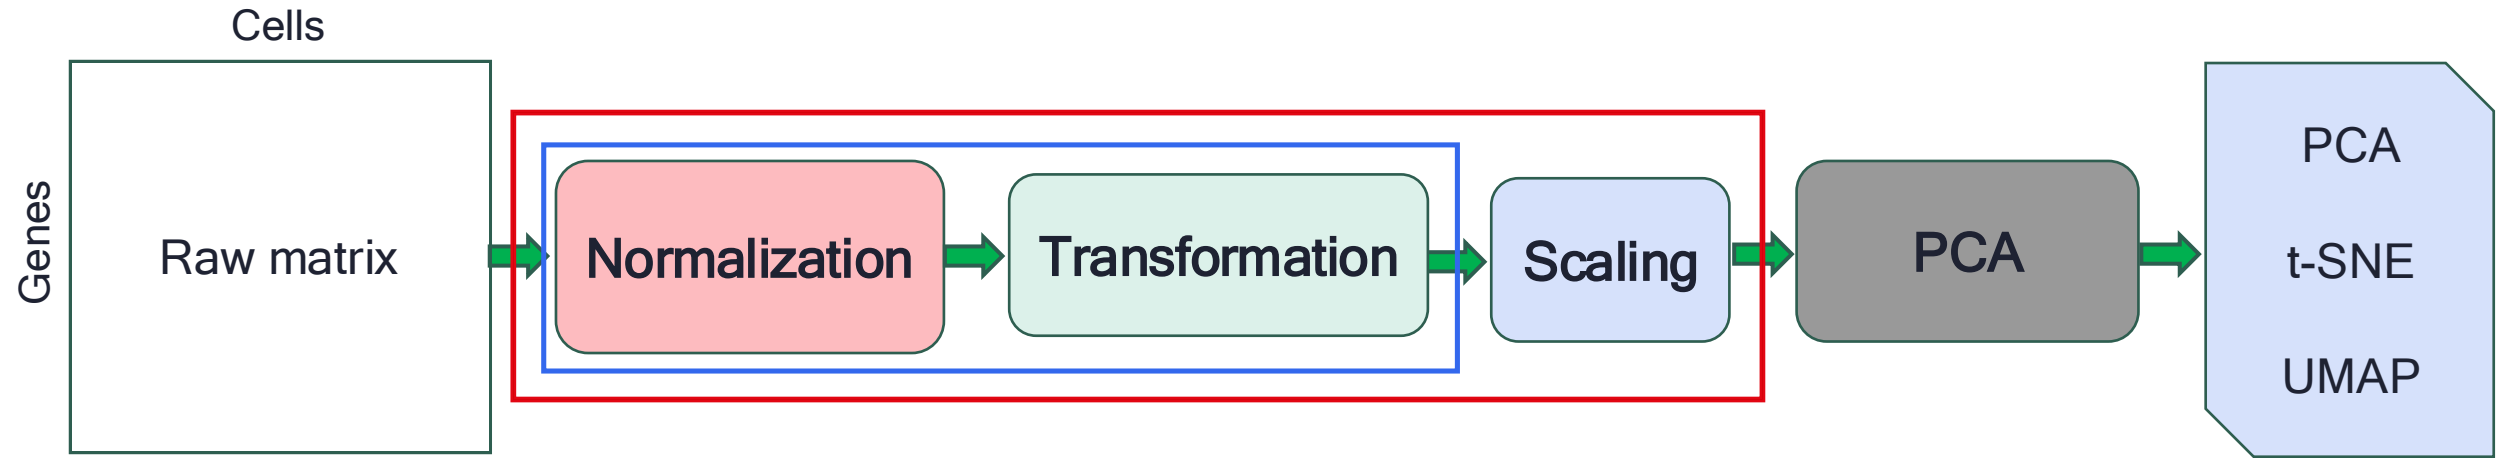 Cells
Genes
Raw matrix
Normalization
Transformation
Scaling
PCA
PCA
t-SNE
UMAP